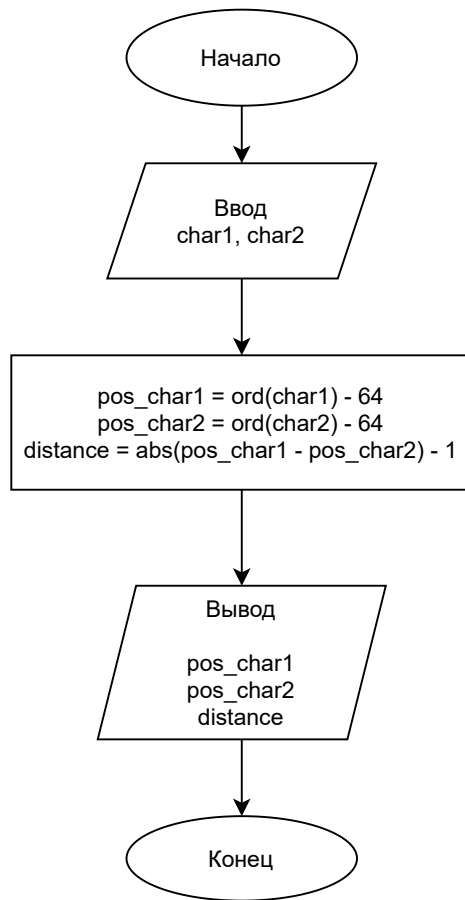 Начало
Ввод
char1, char2
pos_char1 = ord(char1) - 64
pos_char2 = ord(char2) - 64
distance = abs(pos_char1 - pos_char2) - 1
Вывод
pos_char1
pos_char2
distance
Конец